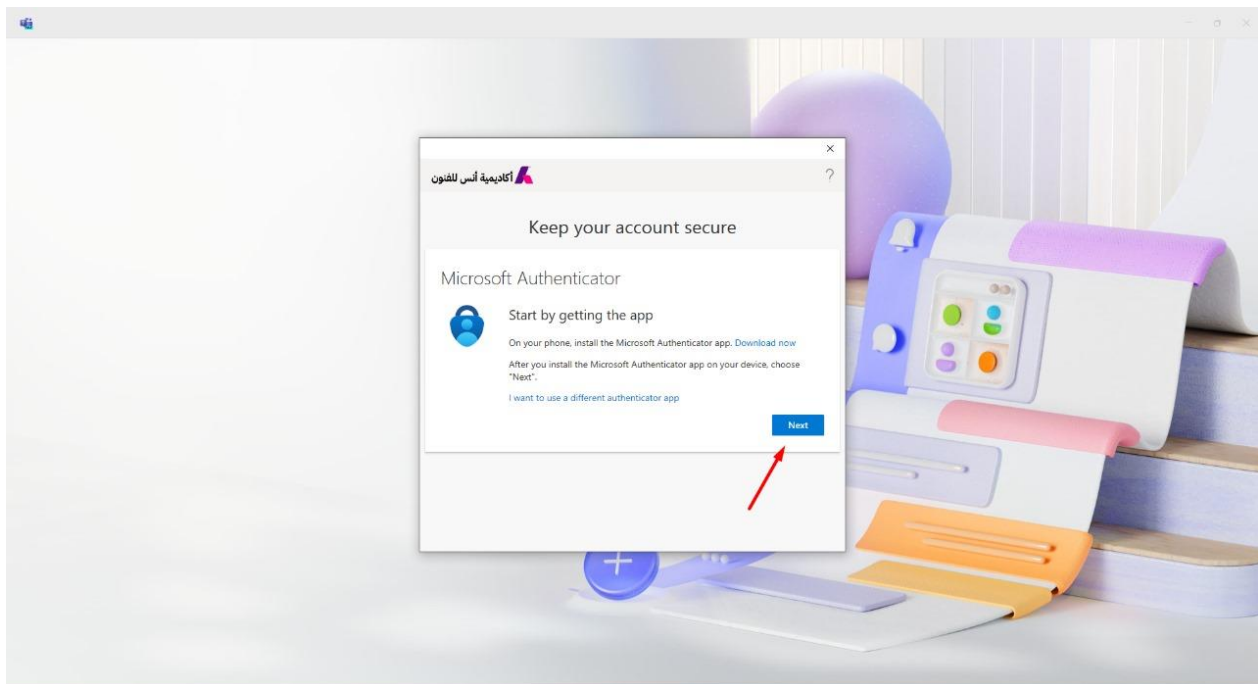 أكاديمية أنس للفنون
?
Keep your account secure
Microsoft Authenticator
Start by getting the app
On your phone, install the Microsoft Authenticator app. Download now
After you install the Microsoft Authenticator app on your device, choose
"Next".
I want to use a different authenticator app
Next